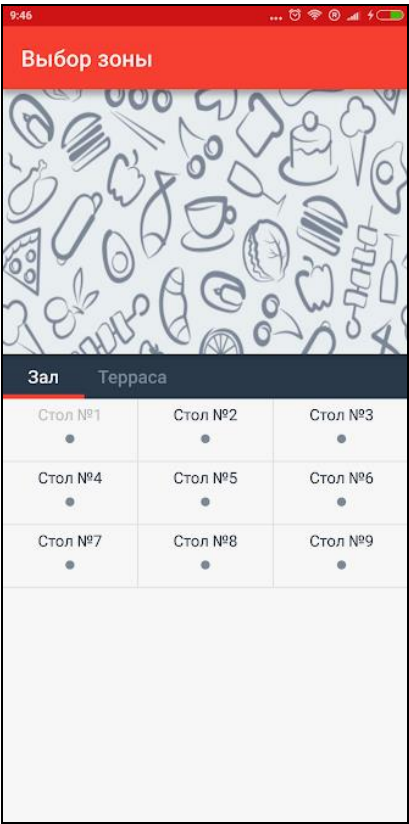 9:46
Выбор зоны
Зал Терраса
Стол №1 Стол №2 Стол №3
Стол №4 Стол №5 Стол №6
Стол №7 Стол №8 Стол №9